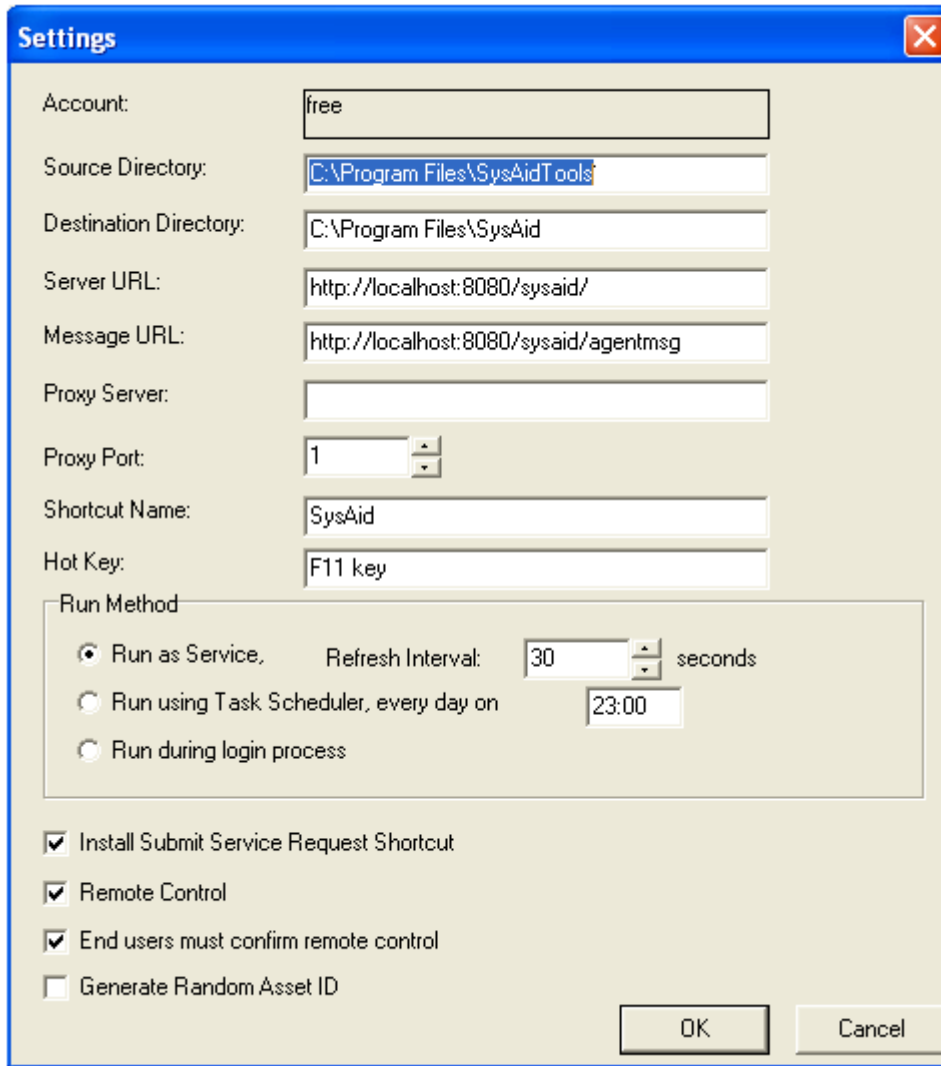 Settings
Account: free
Source Directory: C:\Program Files\SysAidTools
Destination Directory: C:\Program Files\SysAid
Server URL: http://localhost:8080/sysaid/
Message URL: http://localhost:8080/sysaid/agentmsg
Proxy Server:
Proxy Port: 1
Shortcut Name: SysAid
Hot Key: F11 key
Run Method
Run as Service, Refresh Interval: 30 seconds
Run using Task Scheduler, every day on 23:00
Run during login process
Install Submit Service Request Shortcut
Remote Control
End users must confirm remote control
Generate Random Asset ID
OK Cancel